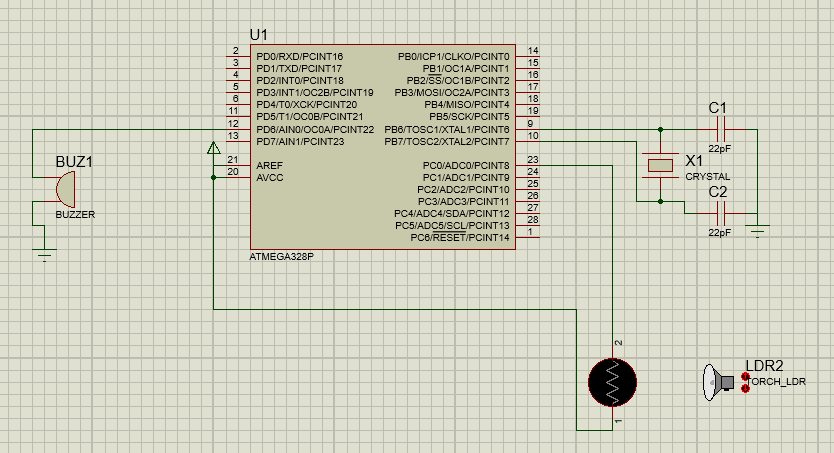 U1
2 PD0/RXD/PCINT16 PB0/ICP1/CLKO/PCINT0 14
3 PD1/TXD/PCINT17 PB1/OC1A/PCINT1 15
4 PD2/INT0/PCINT18 PB2/SS/OC1B/PCINT2 16
5 PD3/INT1/OC2B/PCINT19 PB3/MOSI/OC2A/PCINT3 17
6 PD4/T0/XCK/PCINT20 PB4/MISO/PCINT4 18
11 PD5/T1/OC0B/PCINT21 PB5/SCK/PCINT5 19
12 PD6/AIN0/OC0A/PCINT22 PB6/TOSC1/XTAL1/PCINT6 9
13 PD7/AIN1/PCINT23 PB7/TOSC2/XTAL2/PCINT7 10
21 AREF PC0/ADC0/PCINT8 23
20 AVCC PC1/ADC1/PCINT9 24
PC2/ADC2/PCINT10 25
PC3/ADC3/PCINT11 26
PC4/ADC4/SDA/PCINT12 27
PC5/ADC5/SCL/PCINT13 28
PC6/RESET/PCINT14 1
ATMEGA328P
BUZ1
BUZZER
C1
22pF
X1
CRYSTAL
C2
22pF
2
1
LDR2
TORCH_LDR